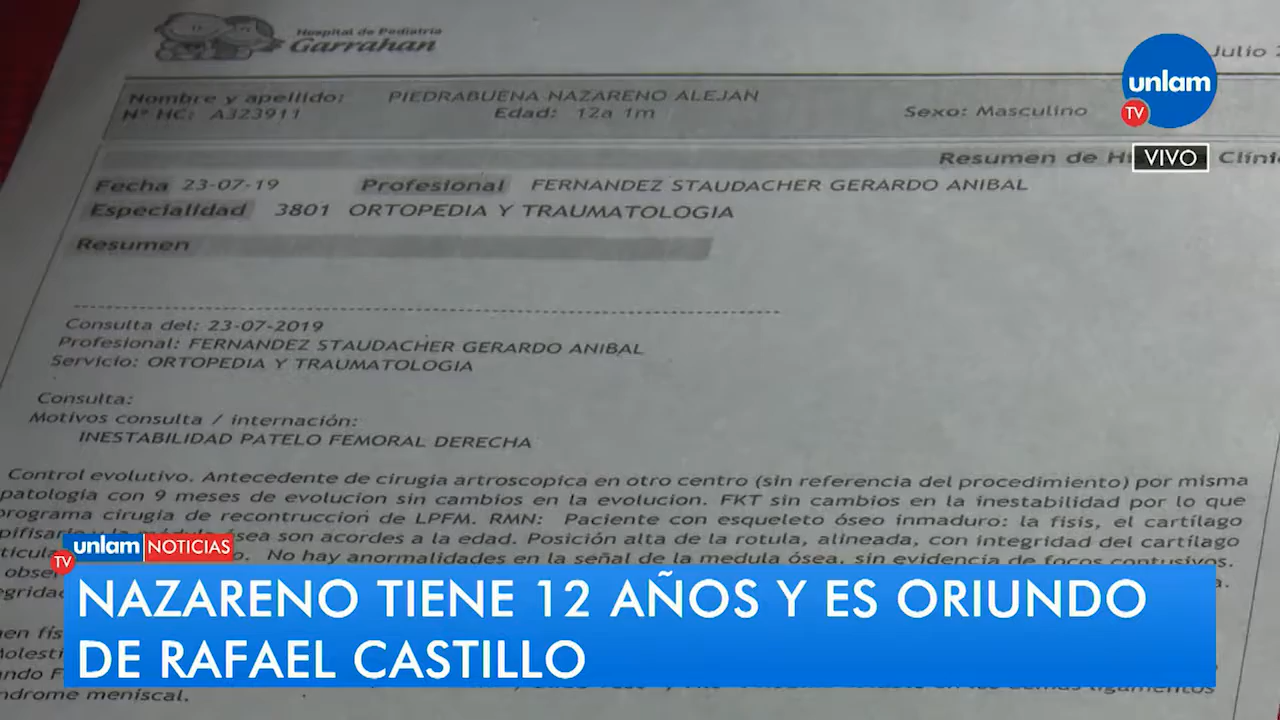 Hospital de Pediatría
Garrahan
Julio
unlam
TV
Nombre y apellido: PIEDRABUENA NAZARENO ALEJAN
Nº HC: A323911 Edad: 12a 1m Sexo: Masculino
Resumen de
VIVO
Fecha 23-07-19 Profesional FERNANDEZ STAUDACHER GERARDO ANIBAL
Especialidad 3801 ORTOPEDIA Y TRAUMATOLOGIA
Resumen
Consulta del: 23-07-2019
Profesional: FERNANDEZ STAUDACHER GERARDO ANIBAL
Servicio: ORTOPEDIA Y TRAUMATOLOGIA
Consulta:
Motivos consulta / internación:
INESTABILIDAD PATELO FEMORAL DERECHA
Control evolutivo. Antecedente de cirugia artroscopica en otro centro (sin referencia del procedimiento) por misma
patologia con 9 meses de evolucion sin cambios en la evolucion. FKT sin cambios en la inestabilidad por lo que
programa cirugia de recontruccion de LPFM. RMN: Paciente con esqueleto óseo inmaduro: la fisis, el cartílago
sea son acordes a la edad. Posición alta de la rotula, alineada, con integridad del cartílago
No hay anormalidades en la señal de la medula ósea, sin evidencia de focos contusivos.
unlam NOTICIAS
TV
NAZARENO TIENE 12 AÑOS Y ES ORIUNDO
DE RAFAEL CASTILLO
ndrome meniscal.